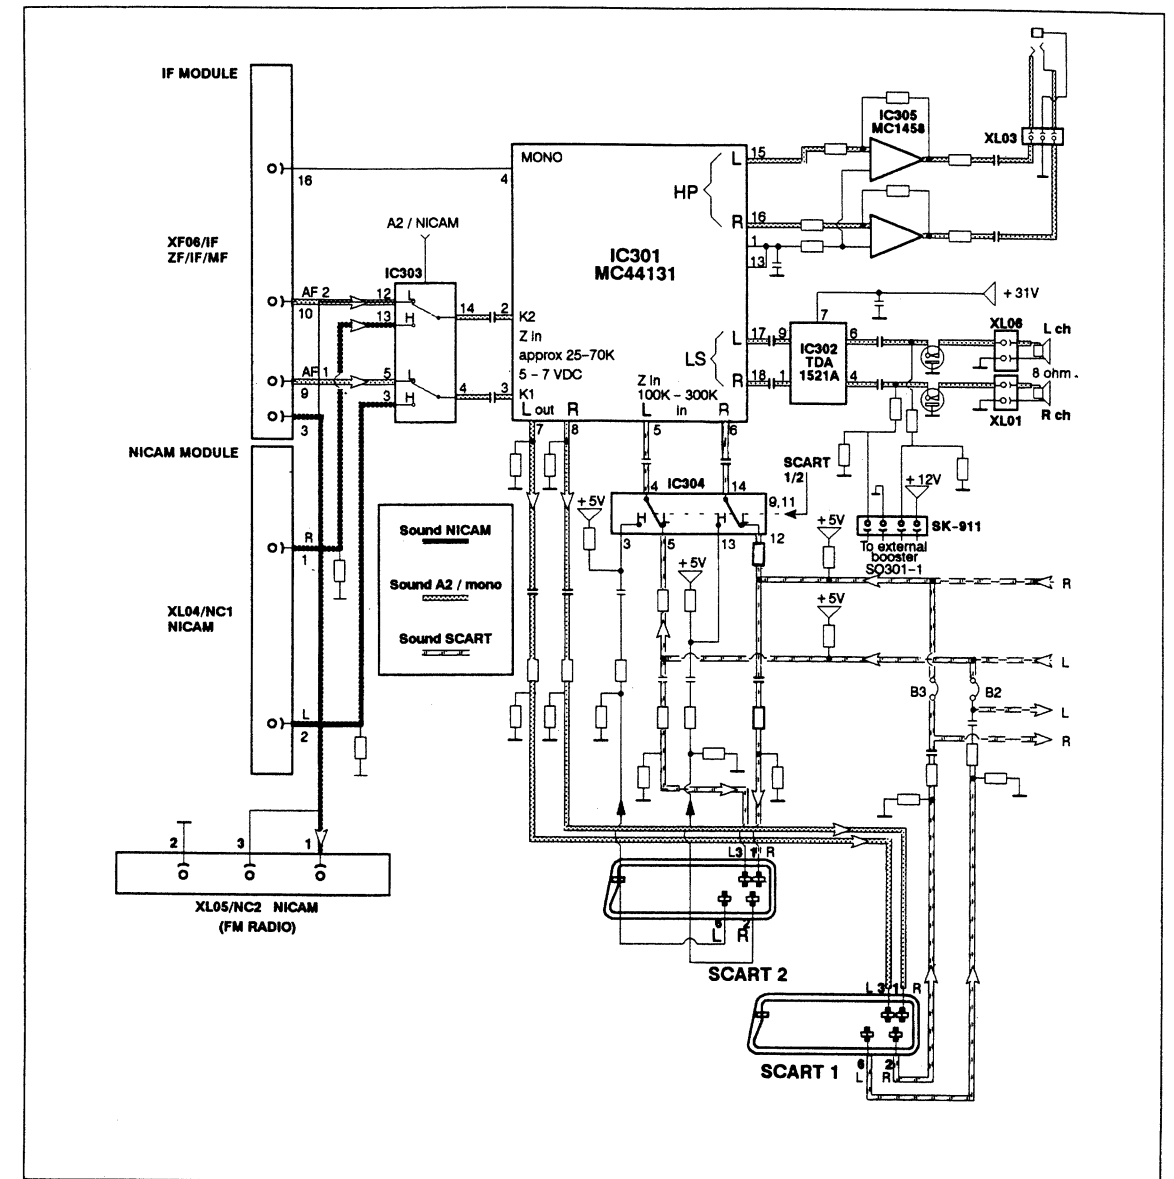 IF MODULE
16
XF06/IF
ZF/IF/MF
AF 2
10
AF 1
9
3
NICAM MODULE
R
1
XL04/NC1
NICAM
L
2
A2 / NICAM
IC303
12
L
13
H
14
5
L
3
H
4
MONO
4
2
K2
Z in
approx 25-70K
5 - 7 VDC
3
K1
L out R
7
8
IC301
MC44131
HP
L
15
R
16
1
13
LS
L
17
R
18
Z in
100K - 300K
L in R
5
6
IC305
MC1458
XL03
9
1
IC302
TDA
1521A
7
6
4
+ 31V
XL06
L ch
8 ohm.
XL01
R ch
SCART
1/2
IC304
4
14
9,11
H
L
H
L
3
5
13
12
+ 5V
+ 5V
+ 5V
+ 5V
+ 12V
SK-911
To external
booster
SO301-1
R
L
B3
B2
L
R
Sound NICAM
Sound A2 / mono
Sound SCART
2
3
1
XL05/NC2 NICAM
(FM RADIO)
L 3 1 R
6
2
L
R
SCART 2
L 3 1 R
6
2
L
R
SCART 1